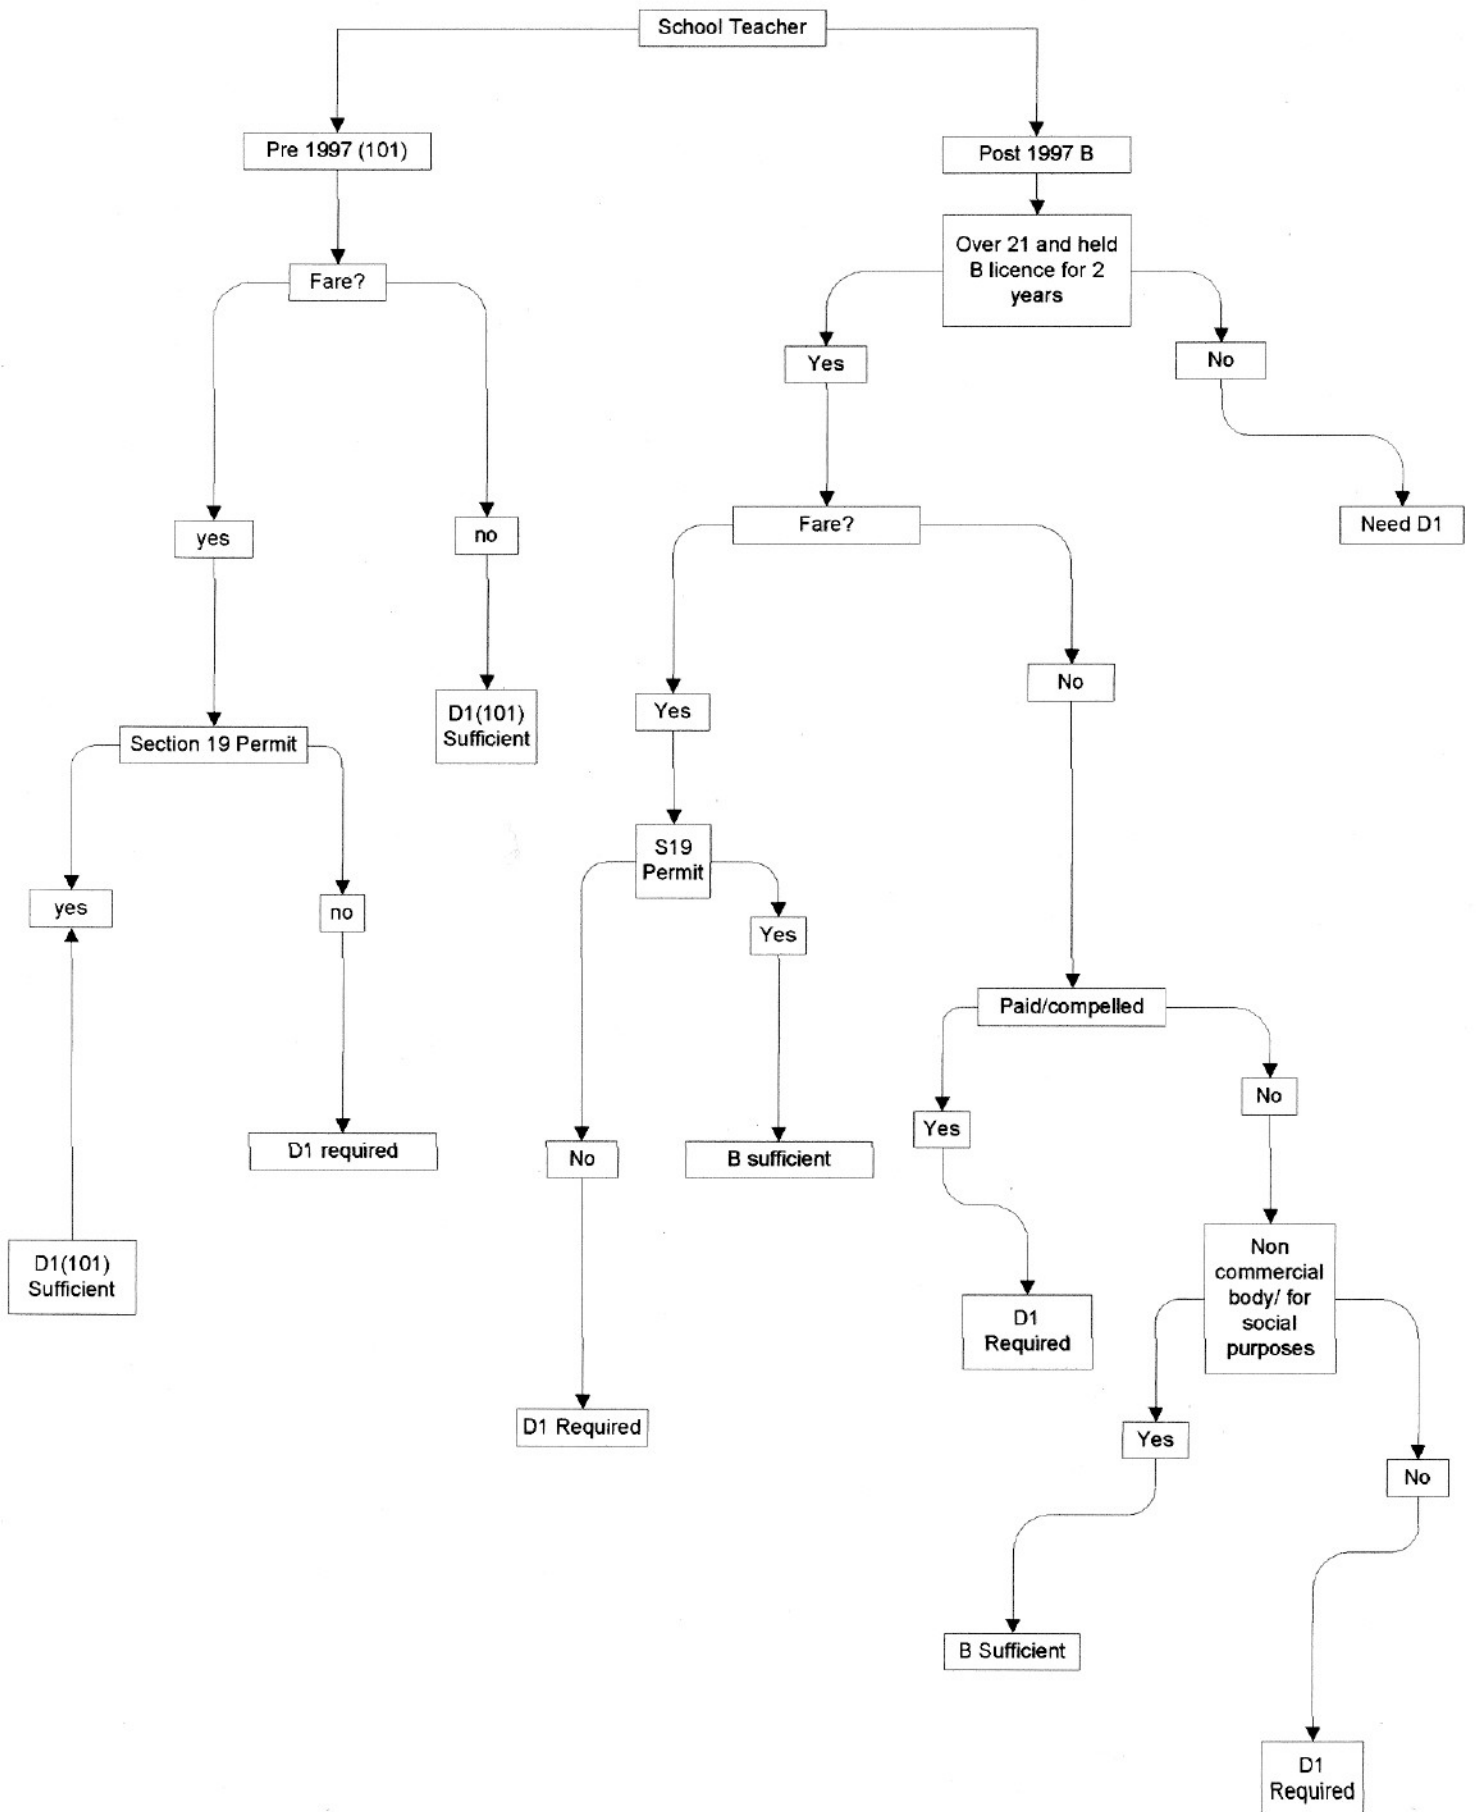 School Teacher
Pre 1997 (101)
Post 1997 B
Over 21 and held
B licence for 2
years
Fare?
Yes
No
Fare?
Need D1
yes
no
D1(101)
Sufficient
Section 19 Permit
Yes
No
S19
Permit
yes
no
Yes
Paid/compelled
D1 required
No
B sufficient
Yes
No
D1(101)
Sufficient
Non
commercial
body/ for
social
purposes
D1
Required
D1 Required
Yes
No
B Sufficient
D1
Required